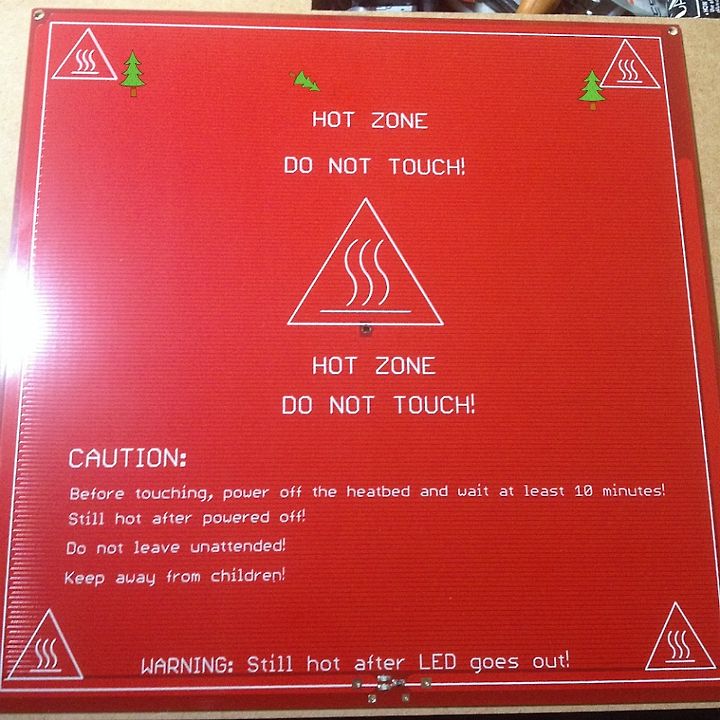 HOT ZONE
DO NOT TOUCH!
HOT ZONE
DO NOT TOUCH!
CAUTION:
Before touching, power off the heatbed and wait at least 10 minutes!
Still hot after powered off!
Do not leave unattended!
Keep away from children!
WARNING: Still hot after LED goes out!